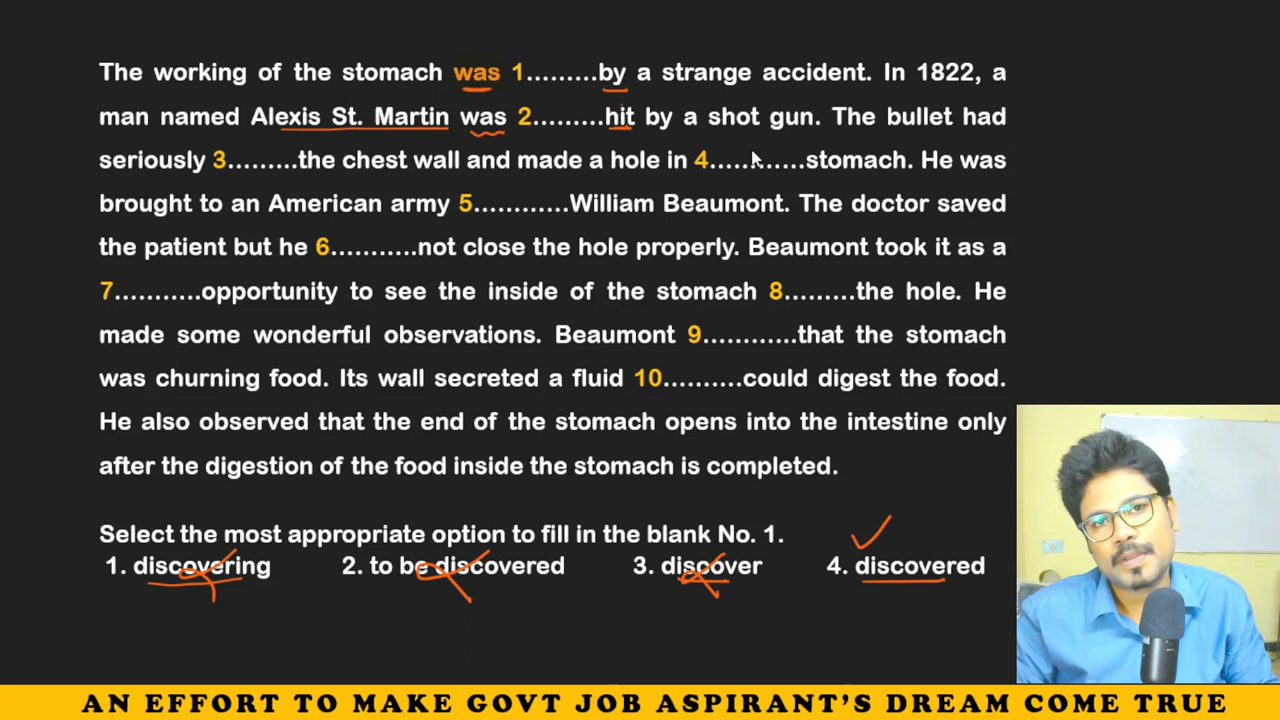 The working of the stomach was 1.........by a strange accident. In 1822, a
man named Alexis St. Martin was 2.........hit by a shot gun. The bullet had
seriously 3.........the chest wall and made a hole in 4............stomach. He was
brought to an American army 5............William Beaumont. The doctor saved
the patient but he 6...........not close the hole properly. Beaumont took it as a
7...........opportunity to see the inside of the stomach 8.........the hole. He
made some wonderful observations. Beaumont 9............that the stomach
was churning food. Its wall secreted a fluid 10..........could digest the food.
He also observed that the end of the stomach opens into the intestine only
after the digestion of the food inside the stomach is completed.
Select the most appropriate option to fill in the blank No. 1.
1. discovering 2. to be discovered 3. discover 4. discovered
AN EFFORT TO MAKE GOVT JOB ASPIRANT'S DREAM COME TRUE